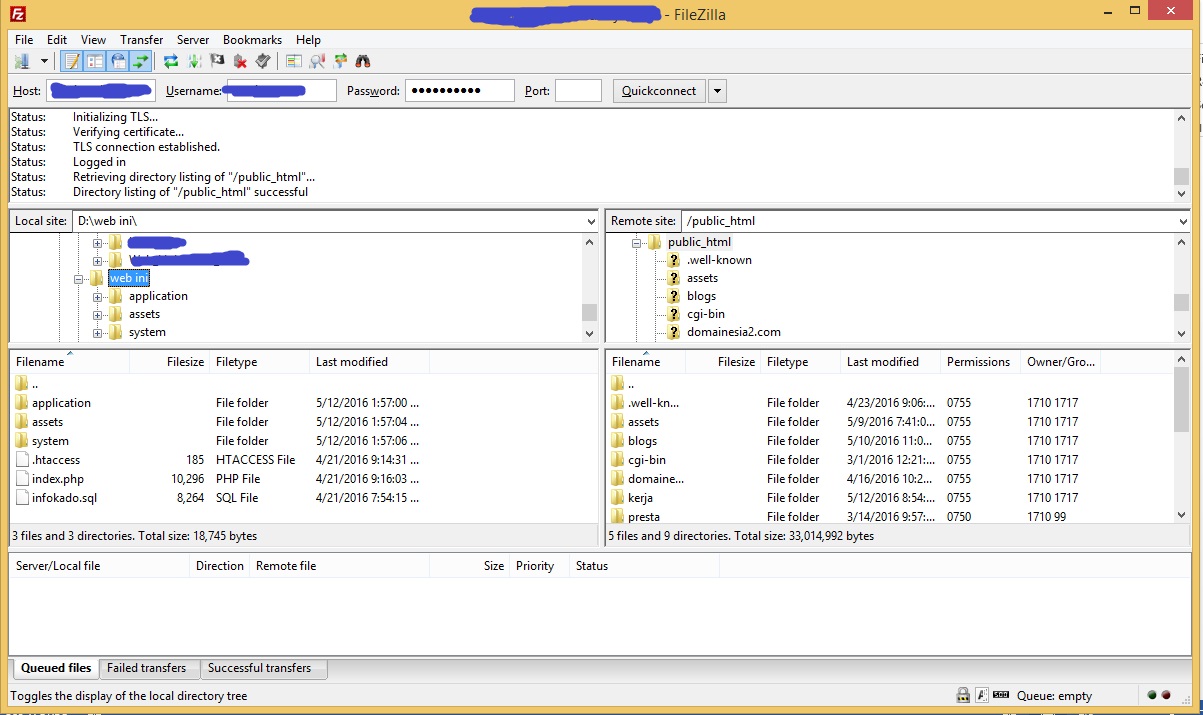 - FileZilla
File Edit View Transfer Server Bookmarks Help
Host: Username: Password: ●●●●●●●●●● Port: Quickconnect
Status: Initializing TLS...
Status: Verifying certificate...
Status: TLS connection established.
Status: Logged in
Status: Retrieving directory listing of "/public_html"...
Status: Directory listing of "/public_html" successful
Local site: D:\web ini\
web ini
application
assets
system
Remote site: /public_html
public_html
.well-known
assets
blogs
cgi-bin
domainesia2.com
Filename Filesize Filetype Last modified
..
application File folder 5/12/2016 1:57:00 ...
assets File folder 5/12/2016 1:57:04 ...
system File folder 5/12/2016 1:57:06 ...
.htaccess 185 HTACCESS File 4/21/2016 9:14:31 ...
index.php 10,296 PHP File 4/21/2016 9:16:03 ...
infokado.sql 8,264 SQL File 4/21/2016 7:54:15 ...
3 files and 3 directories. Total size: 18,745 bytes
Filename Filesize Filetype Last modified Permissions Owner/Gro...
..
.well-kn... File folder 4/23/2016 9:06:... 0755 1710 1717
assets File folder 5/9/2016 7:41:0... 0755 1710 1717
blogs File folder 5/10/2016 11:0... 0755 1710 1717
cgi-bin File folder 3/1/2016 12:21:... 0755 1710 1717
domaine... File folder 4/16/2016 10:2... 0755 1710 1717
kerja File folder 5/12/2016 8:54:... 0755 1710 1717
presta File folder 3/14/2016 9:57:... 0750 1710 99
5 files and 9 directories. Total size: 33,014,992 bytes
Server/Local file Direction Remote file Size Priority Status
Queued files Failed transfers Successful transfers
Toggles the display of the local directory tree Queue: empty